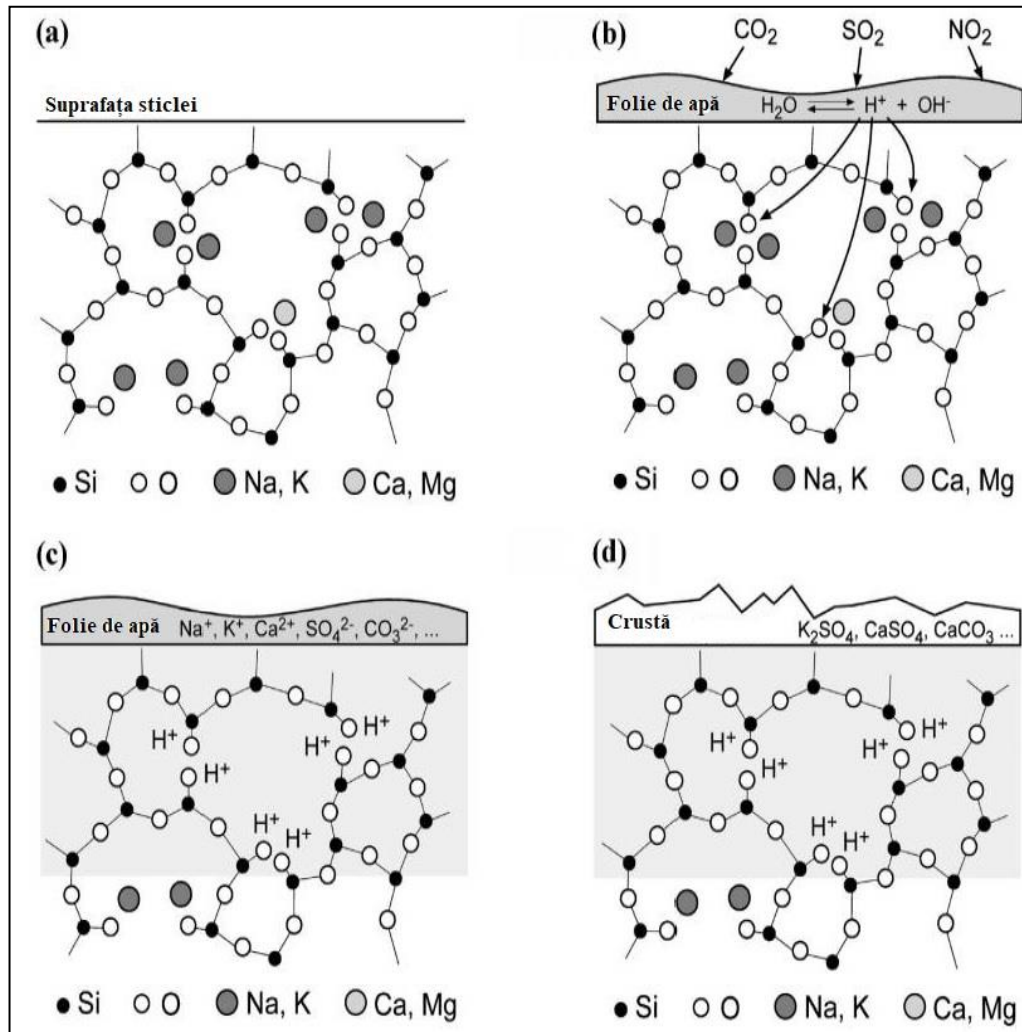 (a)
Suprafața sticlei
Si O Na, K Ca, Mg
(b)
CO₂ SO₂ NO₂
Folie de apă H₂O ⇌ H⁺ + OH⁻
Si O Na, K Ca, Mg
(c)
Folie de apă Na⁺, K⁺, Ca²⁺, SO₄²⁻, CO₃²⁻, ...
H⁺ H⁺
H⁺
H⁺
H⁺ H⁺
Si O Na, K Ca, Mg
(d)
Crustă K₂SO₄, CaSO₄, CaCO₃ ...
H⁺ H⁺
H⁺
H⁺
H⁺ H⁺
Si O Na, K Ca, Mg